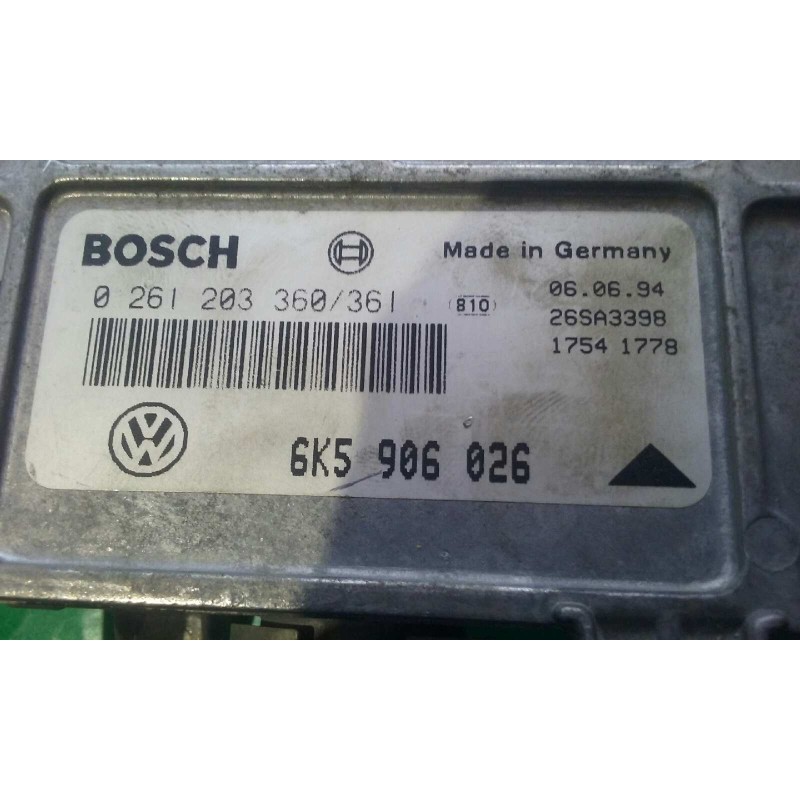 BOSCH Made in Germany
0 261 203 360/361 (810) 06.06.94
26SA3398
1754 1778
6K5 906 026